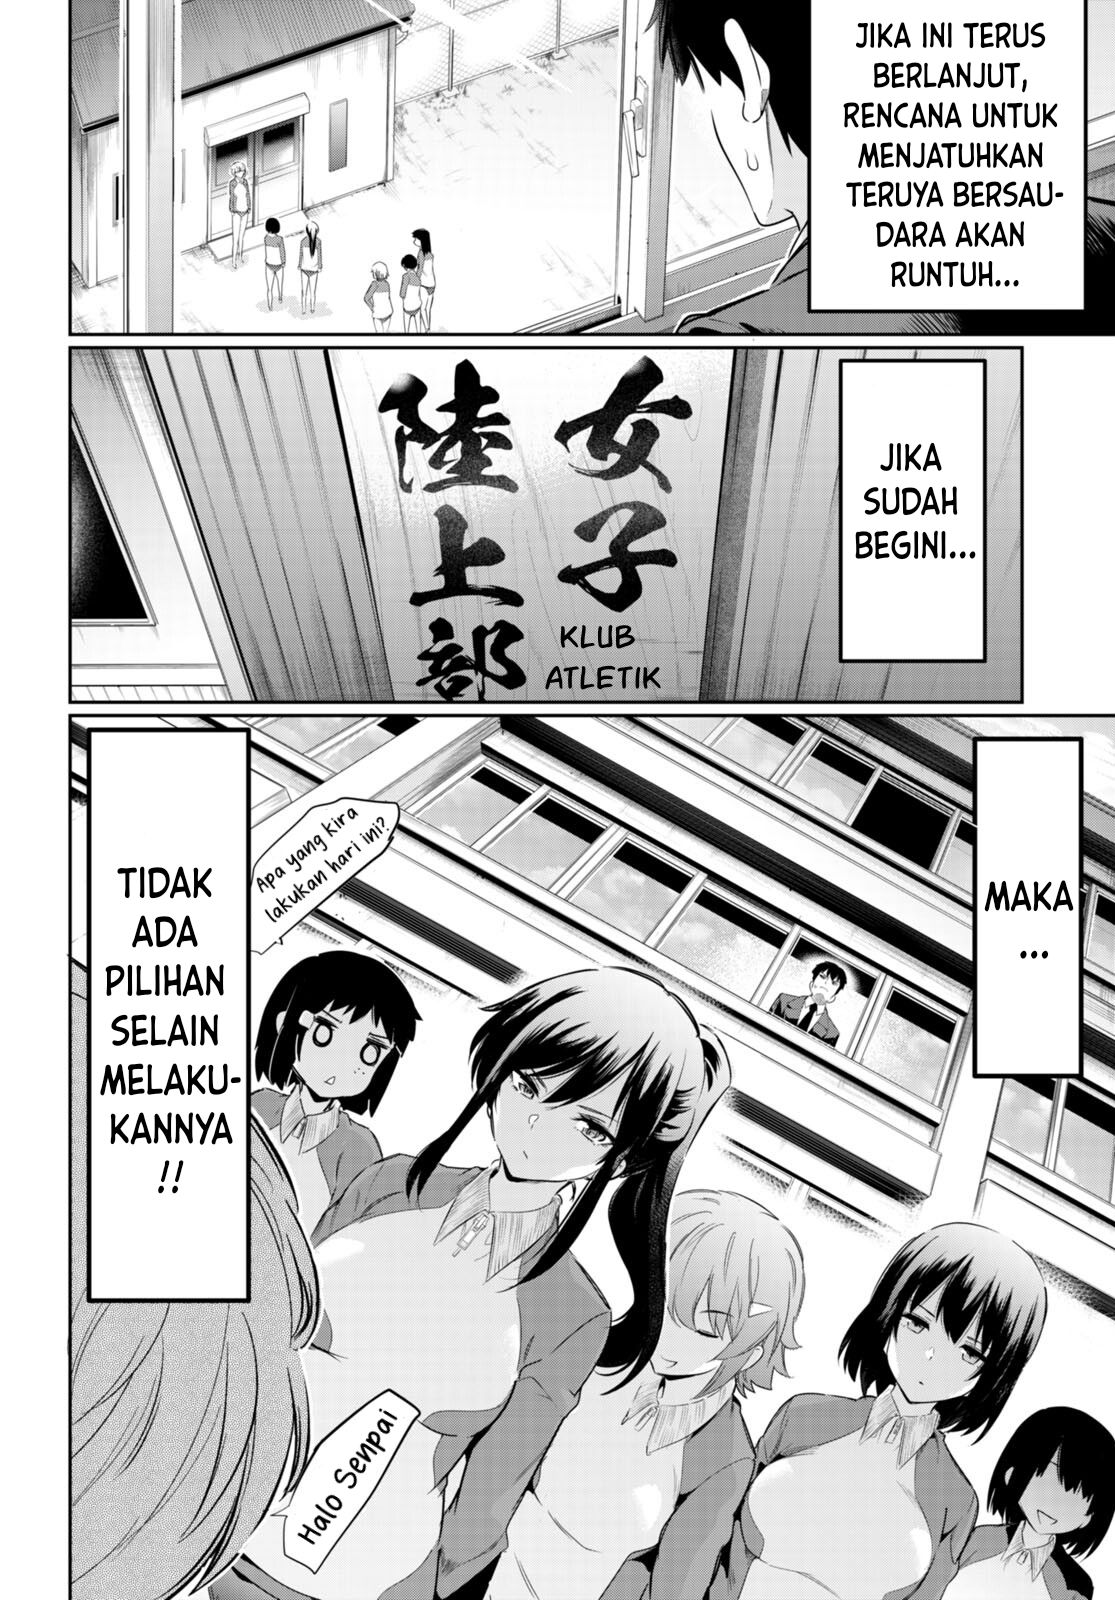 JIKA INI TERUS
BERLANJUT,
RENCANA UNTUK
MENJATUHKAN
TERUYA BERSAU-
DARA AKAN
RUNTUH...
JIKA
SUDAH
BEGINI...
女子
陸上部
KLUB
ATLETIK
MAKA
...
Apa yang kira
lakukan hari ini?
TIDAK
ADA
PILIHAN
SELAIN
MELAKU-
KANNYA
!!
Halo Senpai